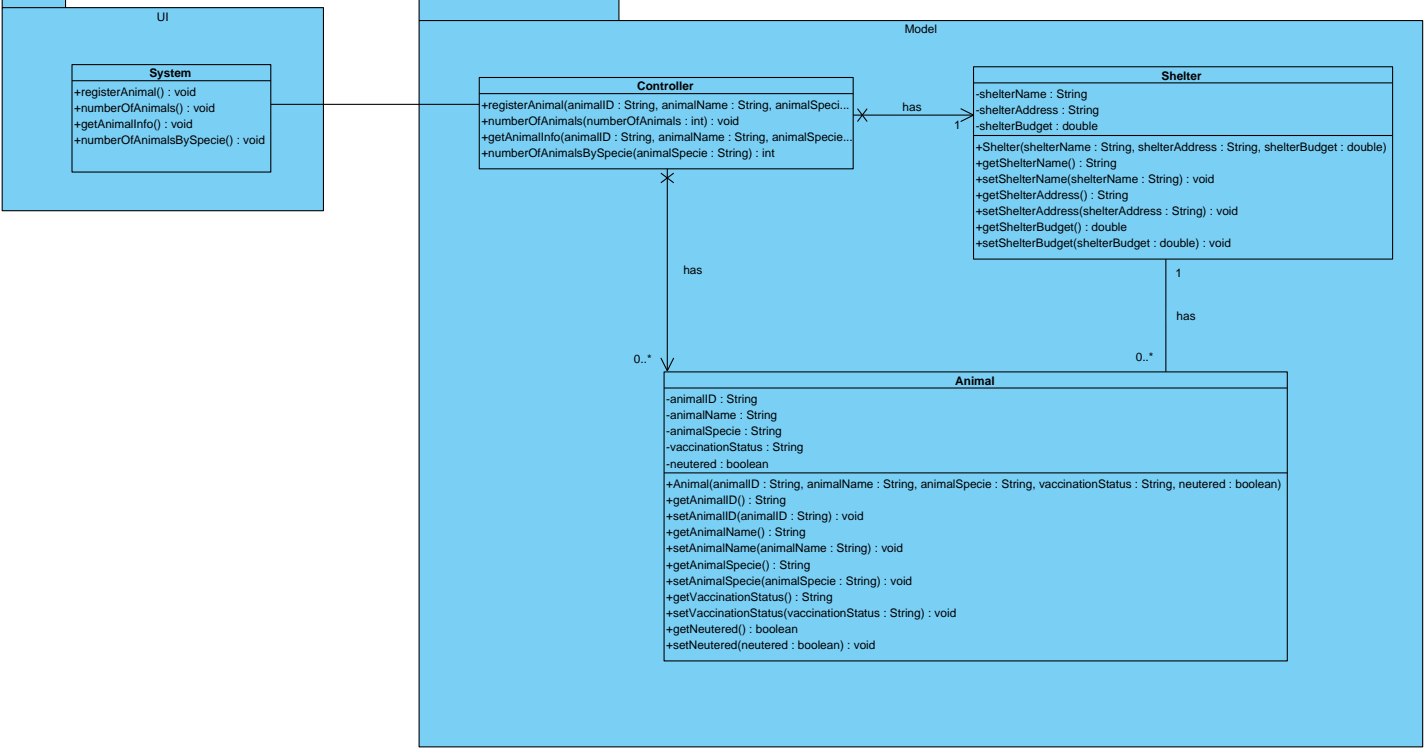 UI
System
+registerAnimal() : void
+numberOfAnimals() : void
+getAnimalInfo() : void
+numberOfAnimalsBySpecie() : void
Model
Controller
+registerAnimal(animalID : String, animalName : String, animalSpeci...
+numberOfAnimals(numberOfAnimals : int) : void
+getAnimalInfo(animalID : String, animalName : String, animalSpecie...
+numberOfAnimalsBySpecie(animalSpecie : String) : int
has
1
Shelter
-shelterName : String
-shelterAddress : String
-shelterBudget : double
+Shelter(shelterName : String, shelterAddress : String, shelterBudget : double)
+getShelterName() : String
+setShelterName(shelterName : String) : void
+getShelterAddress() : String
+setShelterAddress(shelterAddress : String) : void
+getShelterBudget() : double
+setShelterBudget(shelterBudget : double) : void
has
0..*
1
has
0..*
Animal
-animalID : String
-animalName : String
-animalSpecie : String
-vaccinationStatus : String
-neutered : boolean
+Animal(animalID : String, animalName : String, animalSpecie : String, vaccinationStatus : String, neutered : boolean)
+getAnimalID() : String
+setAnimalID(animalID : String) : void
+getAnimalName() : String
+setAnimalName(animalName : String) : void
+getAnimalSpecie() : String
+setAnimalSpecie(animalSpecie : String) : void
+getVaccinationStatus() : String
+setVaccinationStatus(vaccinationStatus : String) : void
+getNeutered() : boolean
+setNeutered(neutered : boolean) : void